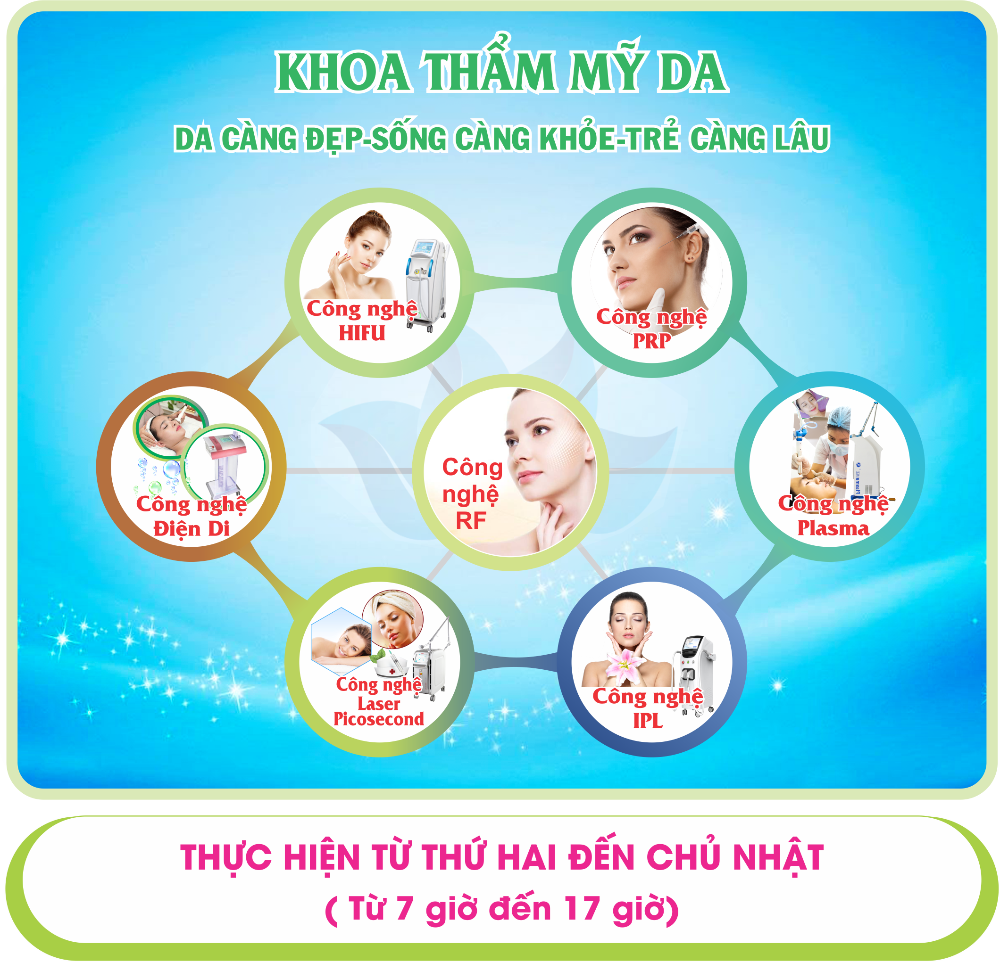 KHOA THẨM MỸ DA
DA CÀNG ĐẸP-SỐNG CÀNG KHỎE-TRẺ CÀNG LÂU
Công nghệ
HIFU
Công nghệ
PRP
Công nghệ
Điện Di
Công
nghệ
RF
PlasmaMED
Công nghệ
Plasma
Công nghệ
Laser
Picosecond
Công nghệ
IPL
THỰC HIỆN TỪ THỨ HAI ĐẾN CHỦ NHẬT
( Từ 7 giờ đến 17 giờ)